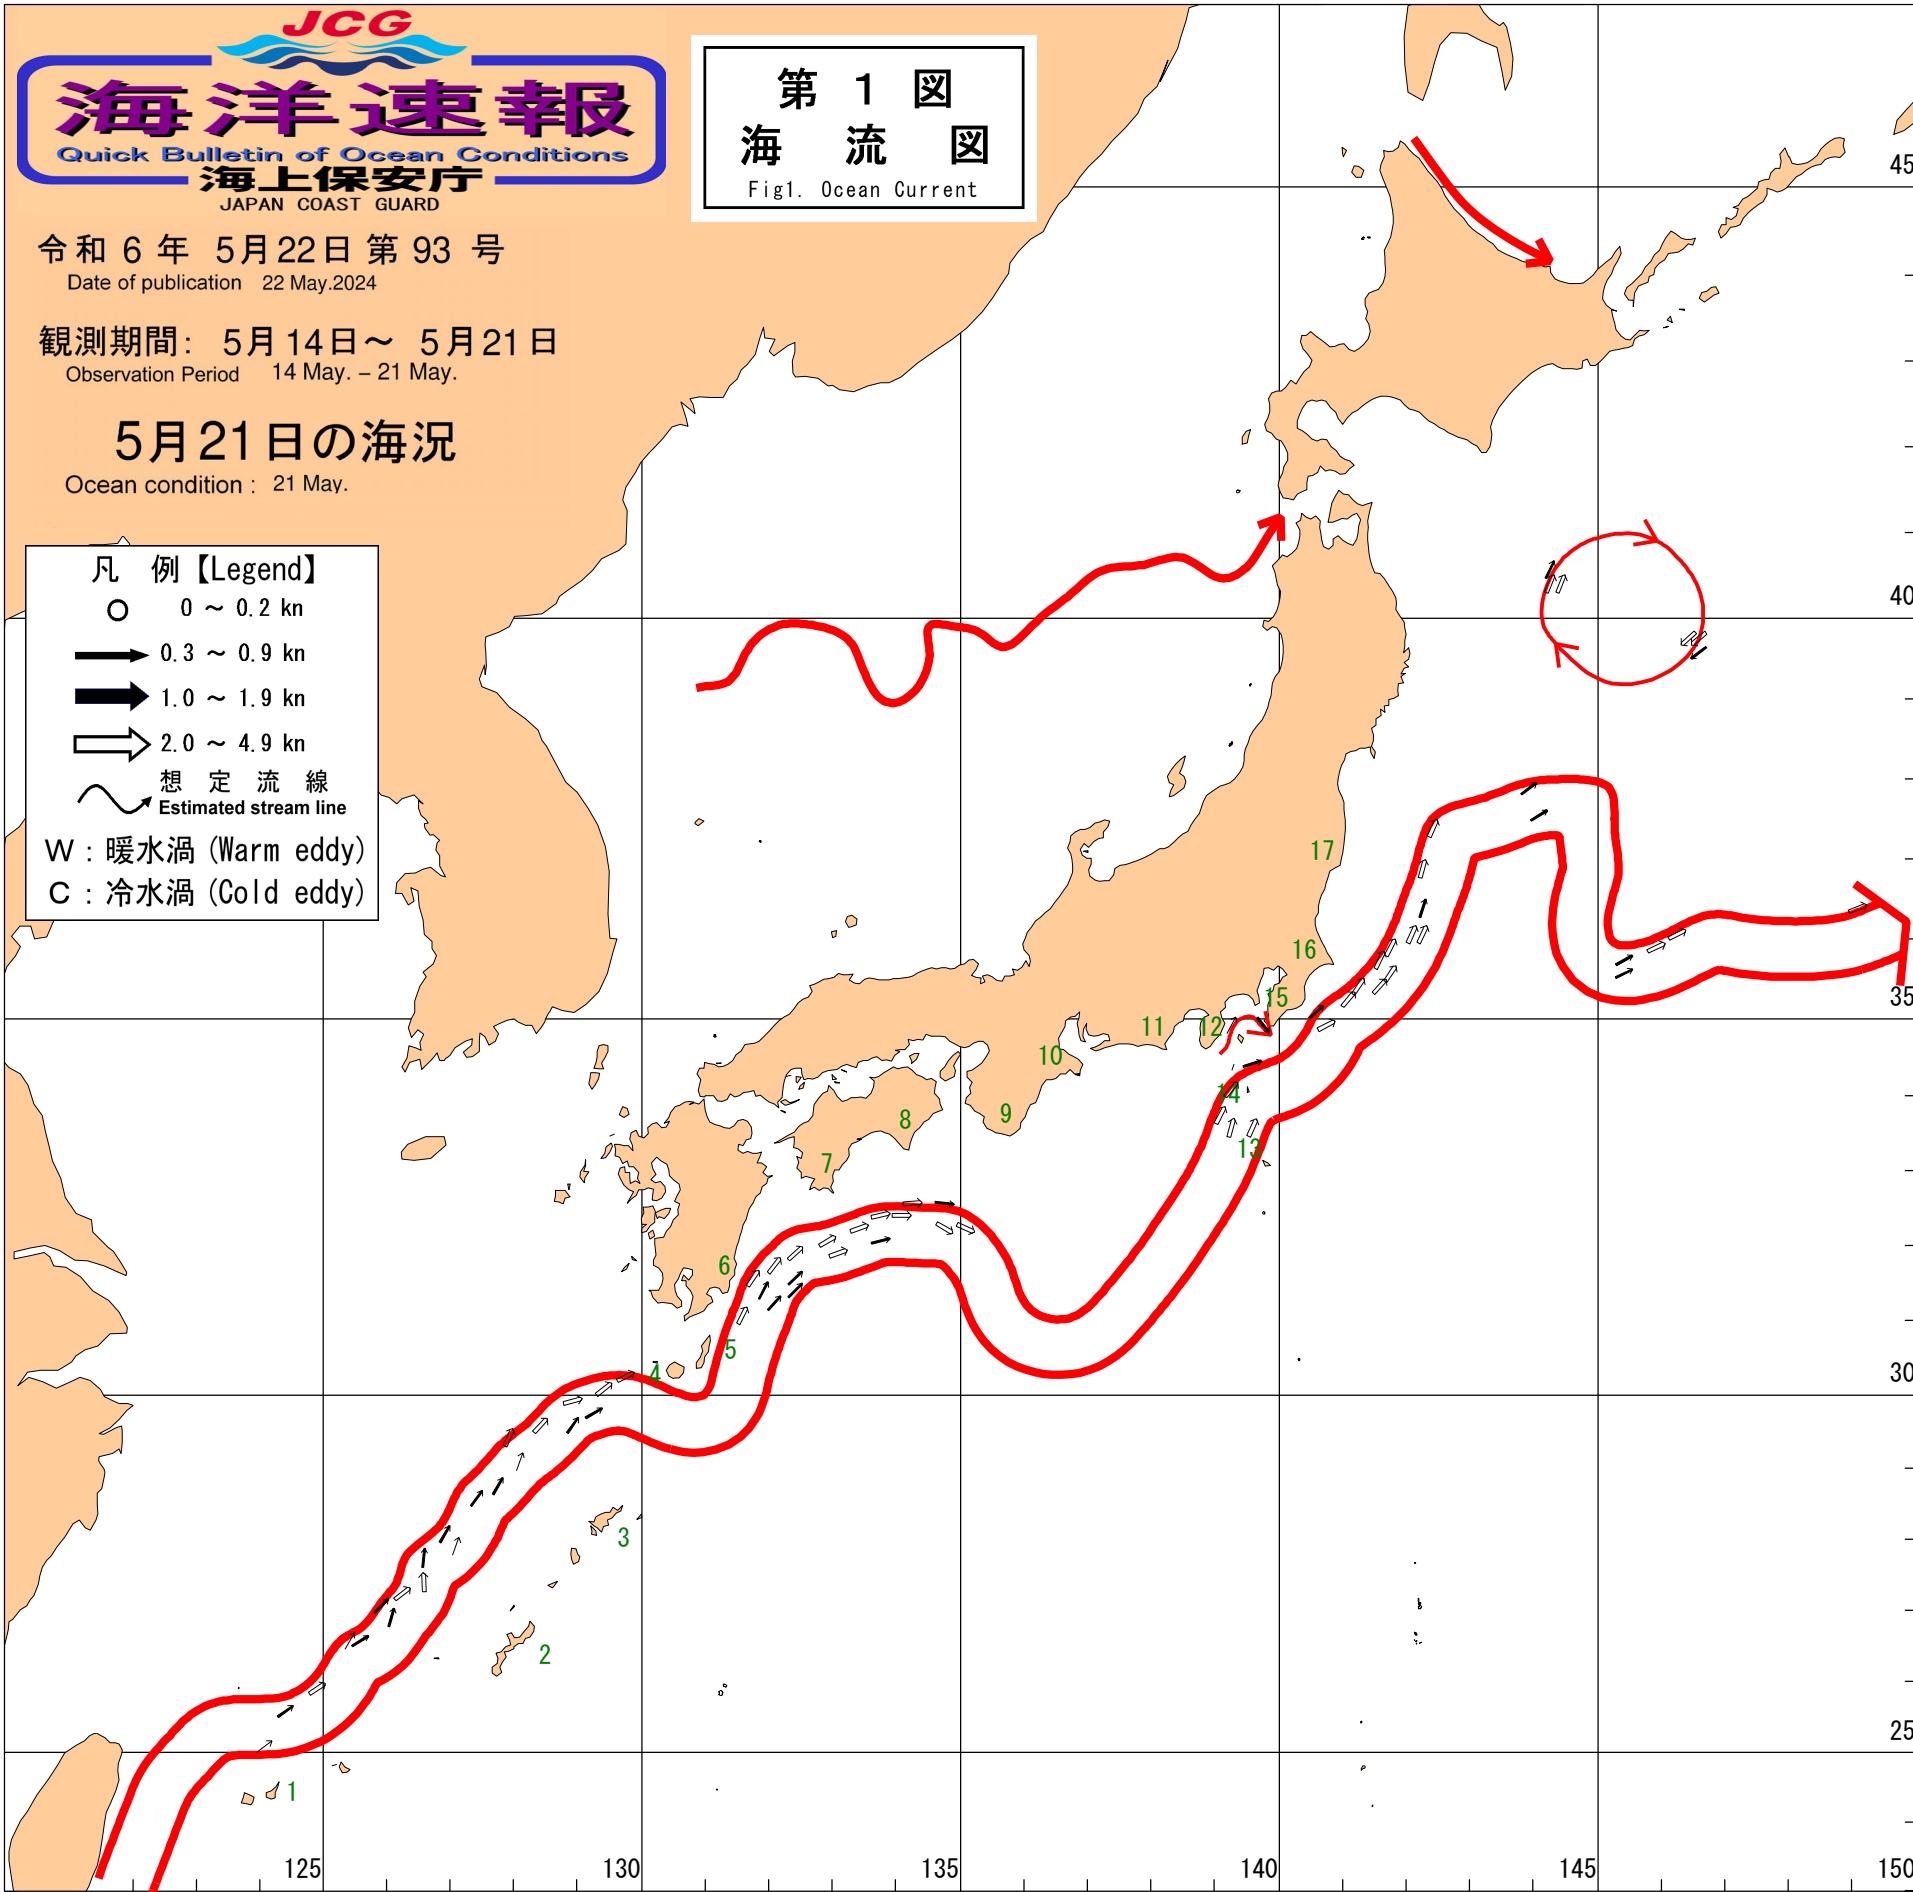 JCG
海洋速報
Quick Bulletin of Ocean Conditions
海上保安庁
JAPAN COAST GUARD
令和 6 年 5月22日 第 93 号
Date of publication 22 May.2024
観測期間: 5月14日～ 5月21日
Observation Period 14 May. – 21 May.
5月21日の海況
Ocean condition : 21 May.
第 1 図
海 流 図
Fig1. Ocean Current
凡 例【Legend】
0 ～ 0.2 kn
0.3 ～ 0.9 kn
1.0 ～ 1.9 kn
2.0 ～ 4.9 kn
想 定 流 線
Estimated stream line
W : 暖水渦 (Warm eddy)
C : 冷水渦 (Cold eddy)
45
40
17
16
35
15
12
11
10
14
9
8
13
7
6
5
4
30
3
2
25
1
125
130
135
140
145
150